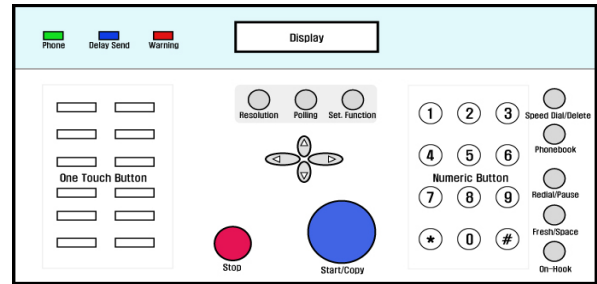 Display
Phone
Delay Send
Warning
Resolution
Polling
Set. Function
1
2
3
Speed Dial/Delete
4
5
6
Phonebook
One Touch Button
Numeric Button
7
8
9
Redial/Pause
*
0
#
Fresh/Space
Stop
Start/Copy
On-Hook